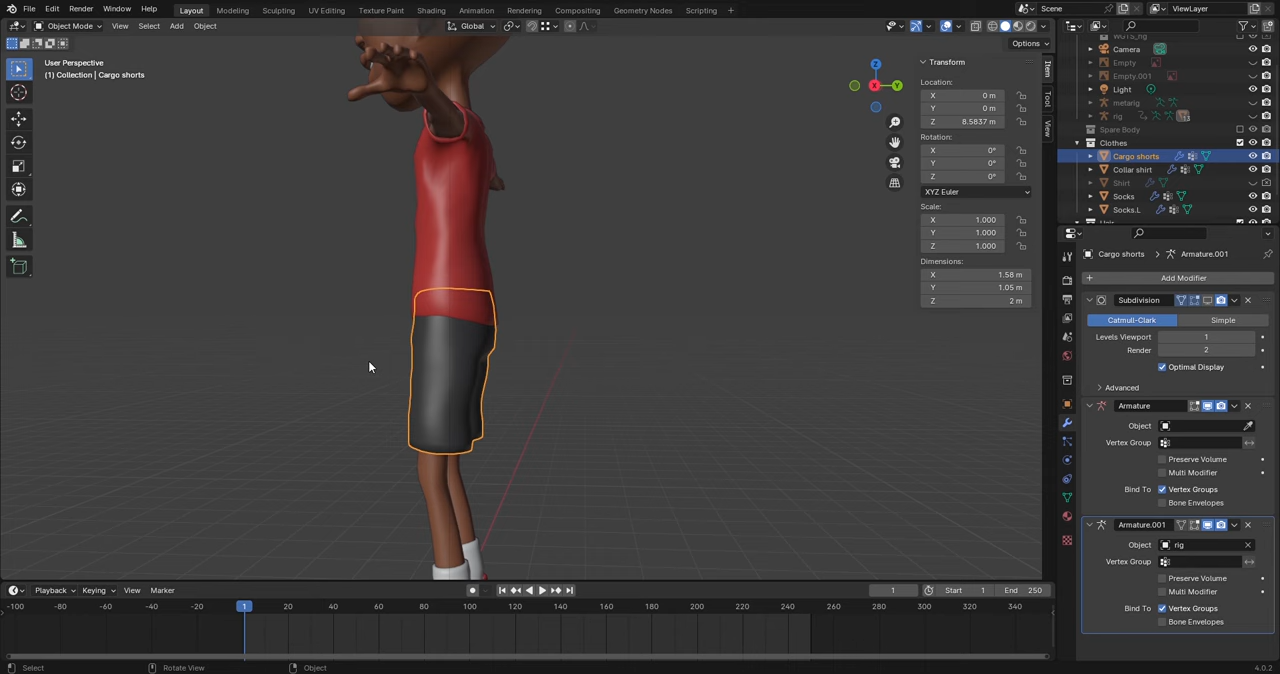 File Edit Render Window Help Layout Modeling Sculpting UV Editing Texture Paint Shading Animation Rendering Compositing Geometry Nodes Scripting + Scene ViewLayer
Object Mode View Select Add Object Global
Options
User Perspective
(1) Collection | Cargo shorts
Z
X
Y
Item
Tool
View
Transform
Location:
X 0 m
Y 0 m
Z 8.5837 m
Rotation:
X 0°
Y 0°
Z 0°
XYZ Euler
Scale:
X 1.000
Y 1.000
Z 1.000
Dimensions:
X 1.58 m
Y 1.05 m
Z 2 m
WGTS_rig
Camera
Empty
Empty.001
Light
metarig
rig
Spare Body
Clothes
Cargo shorts
Collar shirt
Shirt
Socks
Socks.L
Cargo shorts > Armature.001
+ Add Modifier
Subdivision
Catmull-Clark Simple
Levels Viewport 1
Render 2
Optimal Display
Advanced
Armature
Object
Vertex Group
Preserve Volume
Multi Modifier
Bind To Vertex Groups
Bone Envelopes
Armature.001
Object rig
Vertex Group
Preserve Volume
Multi Modifier
Bind To Vertex Groups
Bone Envelopes
Playback Keying View Marker 1 Start 1 End 250
-100 -80 -60 -40 -20 1 20 40 60 80 100 120 140 160 180 200 220 240 260 280 300 320 340
Select Rotate View Object 4.0.2